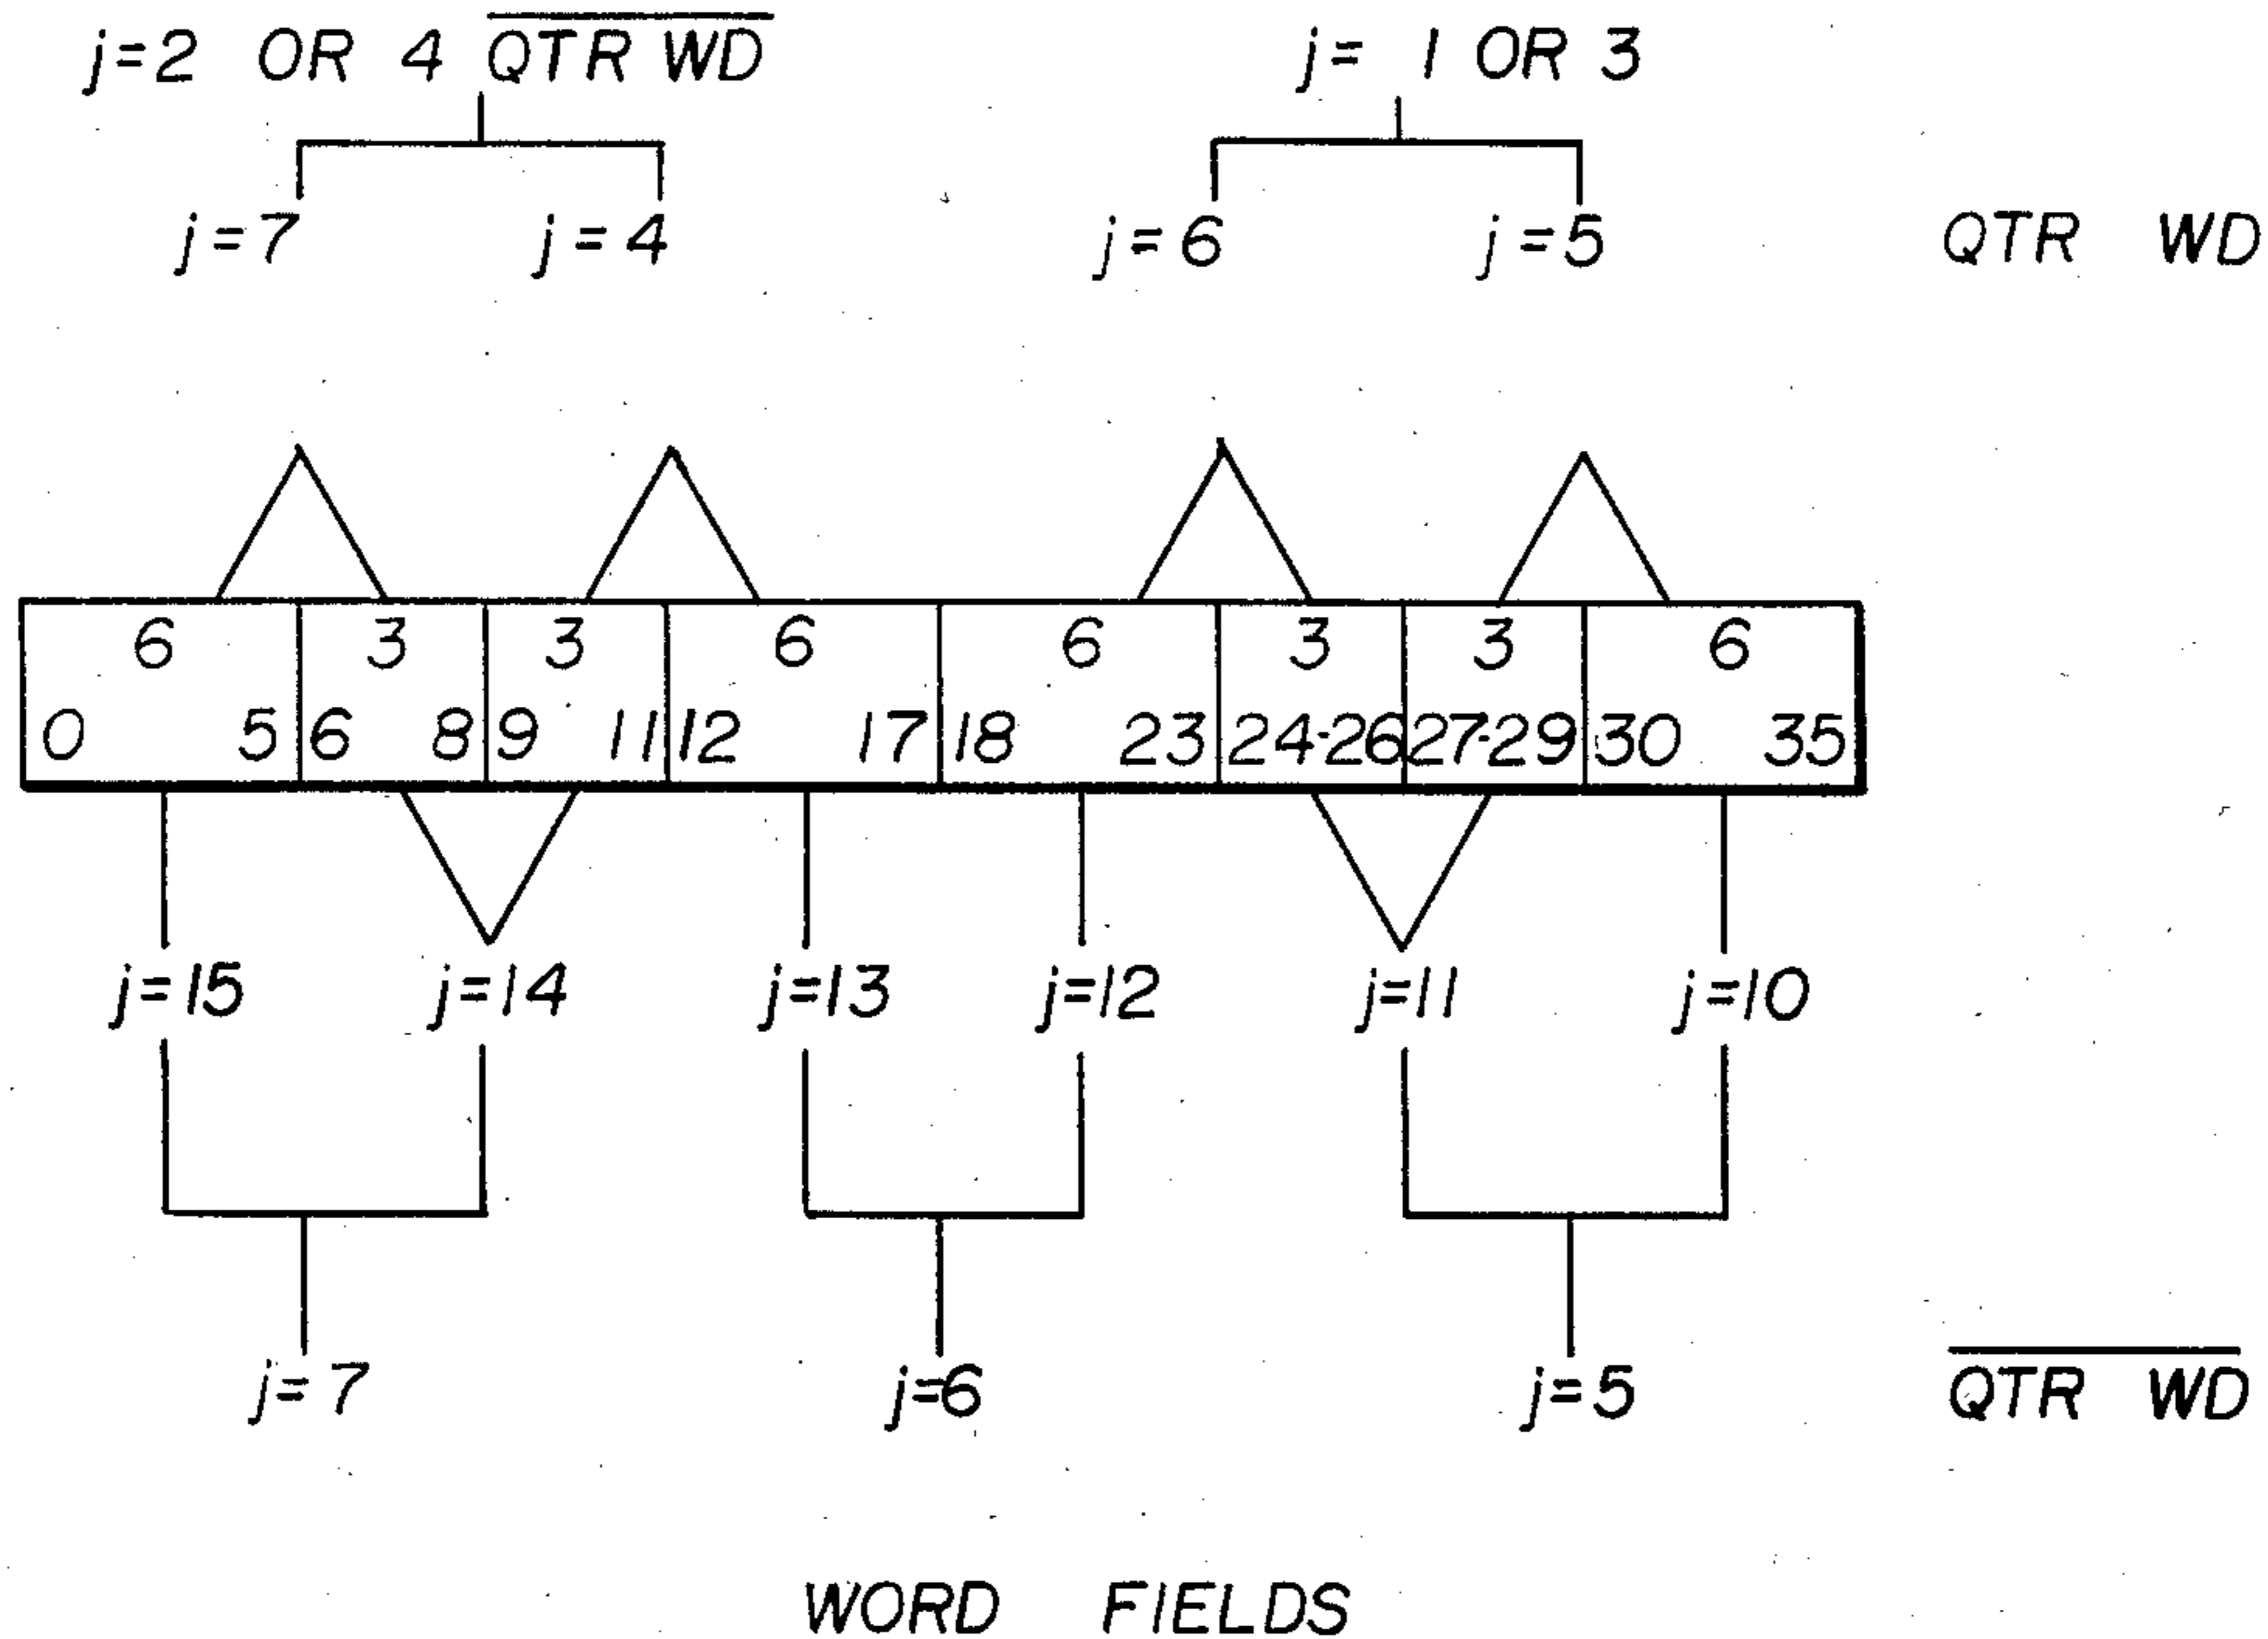 j=2 OR 4 QTR WD j= 1 OR 3
j=7 j=4 j=6 j=5 QTR WD
6 3 3 6 6 3 3 6
0 5 6 8 9 11 12 17 18 23 24-26 27-29 30 35
j=15 j=14 j=13 j=12 j=11 j=10
j=7 j=6 j=5 QTR WD
WORD FIELDS